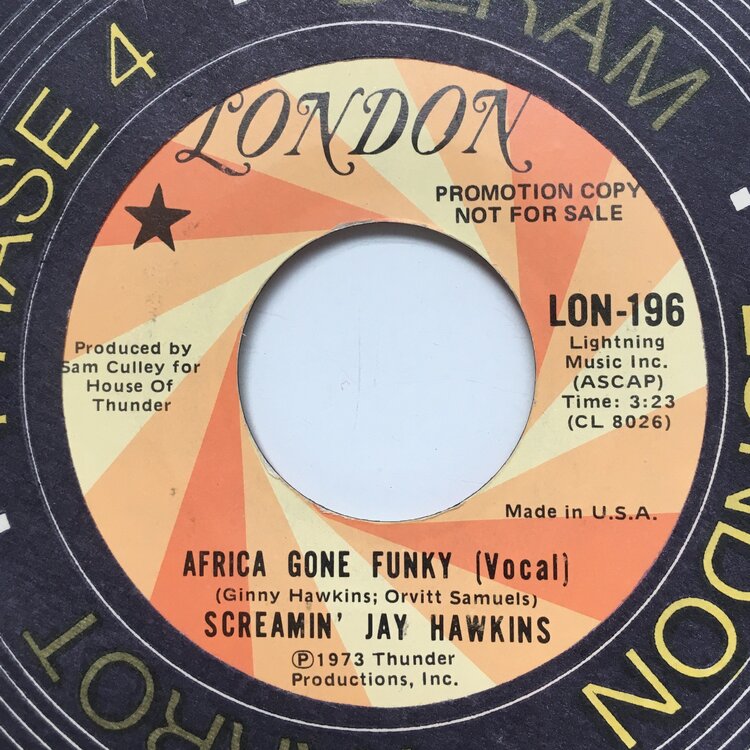 PHASE 4
LONDON
PROMOTION COPY
NOT FOR SALE
LON-196
Lightning
Music Inc.
(ASCAP)
Time: 3:23
(CL 8026)
Produced by
Sam Culley for
House Of
Thunder
Made in U.S.A.
AFRICA GONE FUNKY (Vocal)
(Ginny Hawkins; Orvitt Samuels)
SCREAMIN' JAY HAWKINS
Ⓟ1973 Thunder
Productions, Inc.
LONDON